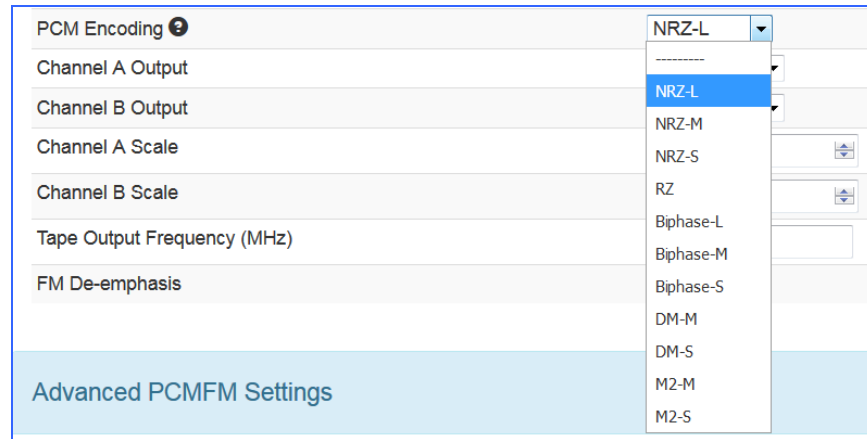 PCM Encoding ? NRZ-L
---------
Channel A Output
NRZ-L
Channel B Output
NRZ-M
Channel A Scale
NRZ-S
RZ
Channel B Scale
Biphase-L
Tape Output Frequency (MHz)
Biphase-M
FM De-emphasis
Biphase-S
DM-M
DM-S
Advanced PCMFM Settings
M2-M
M2-S